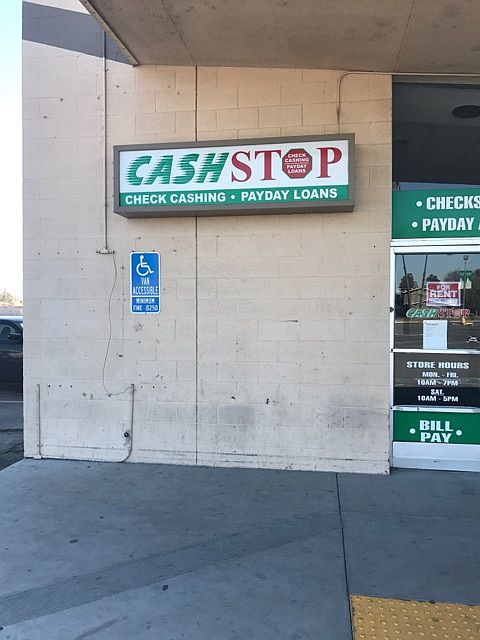 CASH STOP
CHECK
CASHING
PAYDAY
LOANS
CHECK CASHING • PAYDAY LOANS
VAN
ACCESSIBLE
MINIMUM
FINE $250
• CHECKS
• PAYDAY
FOR
RENT
CASH STOP
STORE HOURS
MON. - FRI.
10AM - 7PM
SAT.
10AM - 5PM
• BILL •
PAY